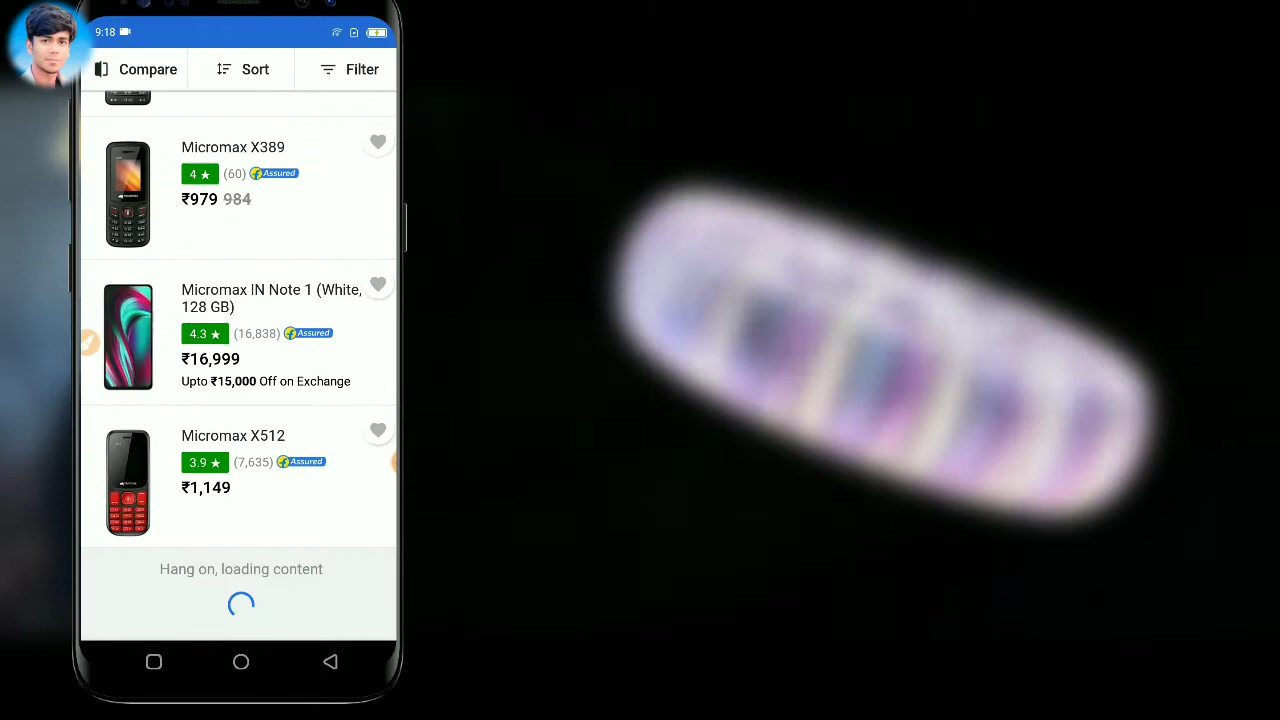 9:18
Compare
Sort
Filter
Micromax X389
4 ★ (60) Assured
₹979 984
Micromax IN Note 1 (White,
128 GB)
4.3 ★ (16,838) Assured
₹16,999
Upto ₹15,000 Off on Exchange
Micromax X512
3.9 ★ (7,635) Assured
₹1,149
Hang on, loading content